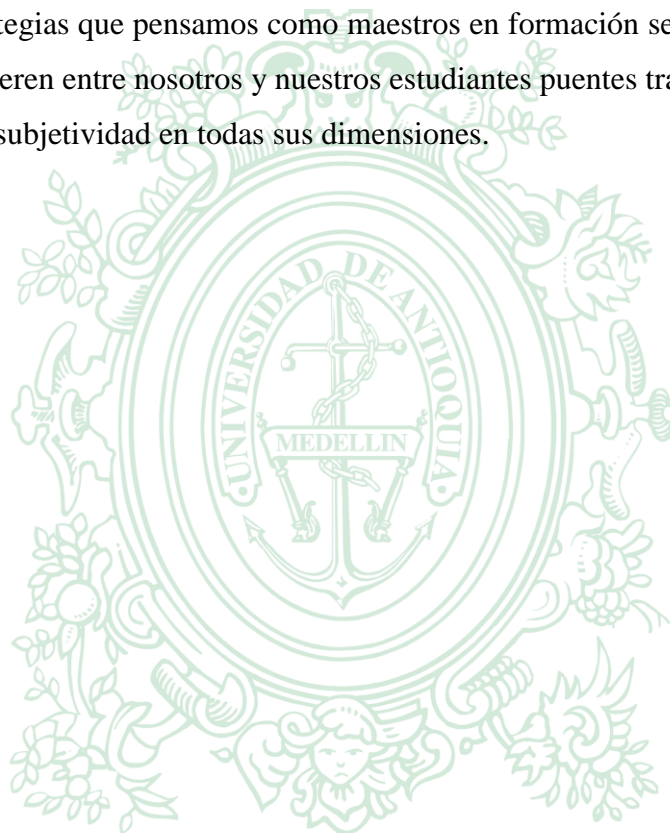 tegias que pensamos como maestros en formación se
eren entre nosotros y nuestros estudiantes puentes tra
subjetividad en todas sus dimensiones.
UNIVERSIDAD DE ANTIOQUIA
MEDELLIN